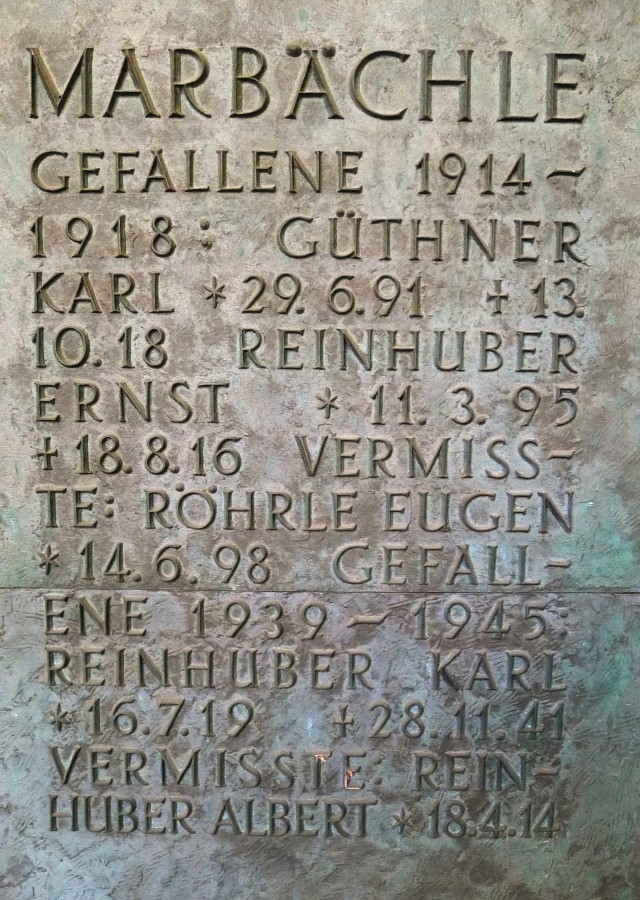 MARBÄCHLE
GEFALLENE 1914~
1918: GÜTHNER
KARL *29.6.91 +13.
10.18 REINHUBER
ERNST * 11. 3. 95
+18.8.16 VERMISS-
TE: RÖHRLE EUGEN
*14.6.98 GEFALL-
ENE 1939~1945:
REINHUBER KARL
*16.7.19 +28.11.41
VERMISSTE: REIN-
HUBER ALBERT *18.4.14